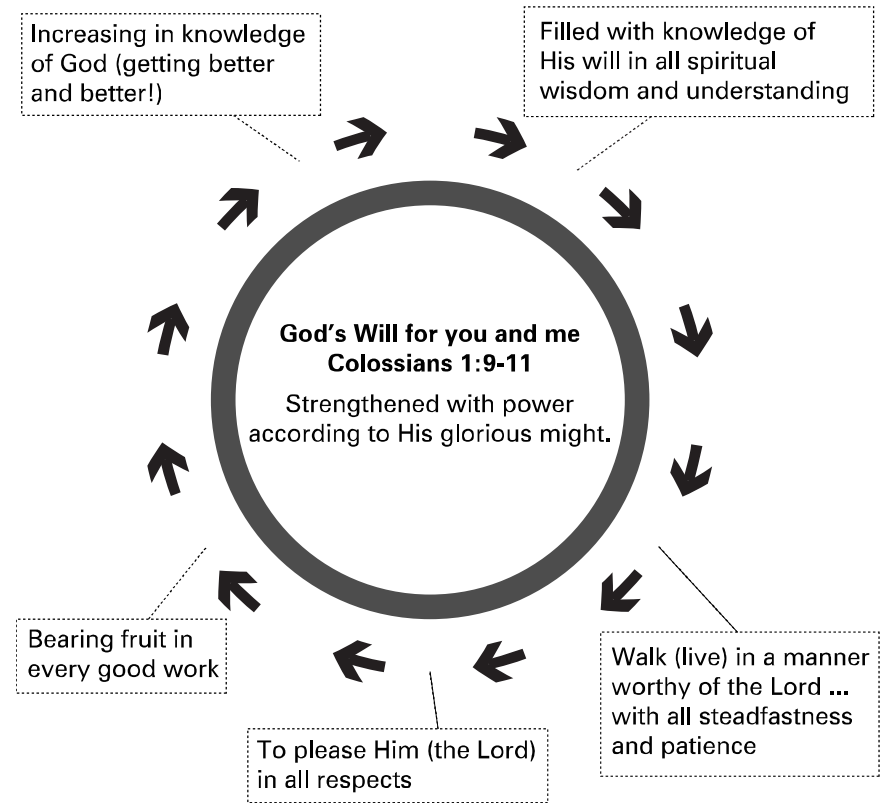 Increasing in knowledge
of God (getting better
and better!)
Filled with knowledge of
His will in all spiritual
wisdom and understanding
God's Will for you and me
Colossians 1:9-11
Strengthened with power
according to His glorious might.
Walk (live) in a manner
worthy of the Lord ...
with all steadfastness
and patience
To please Him (the Lord)
in all respects
Bearing fruit in
every good work